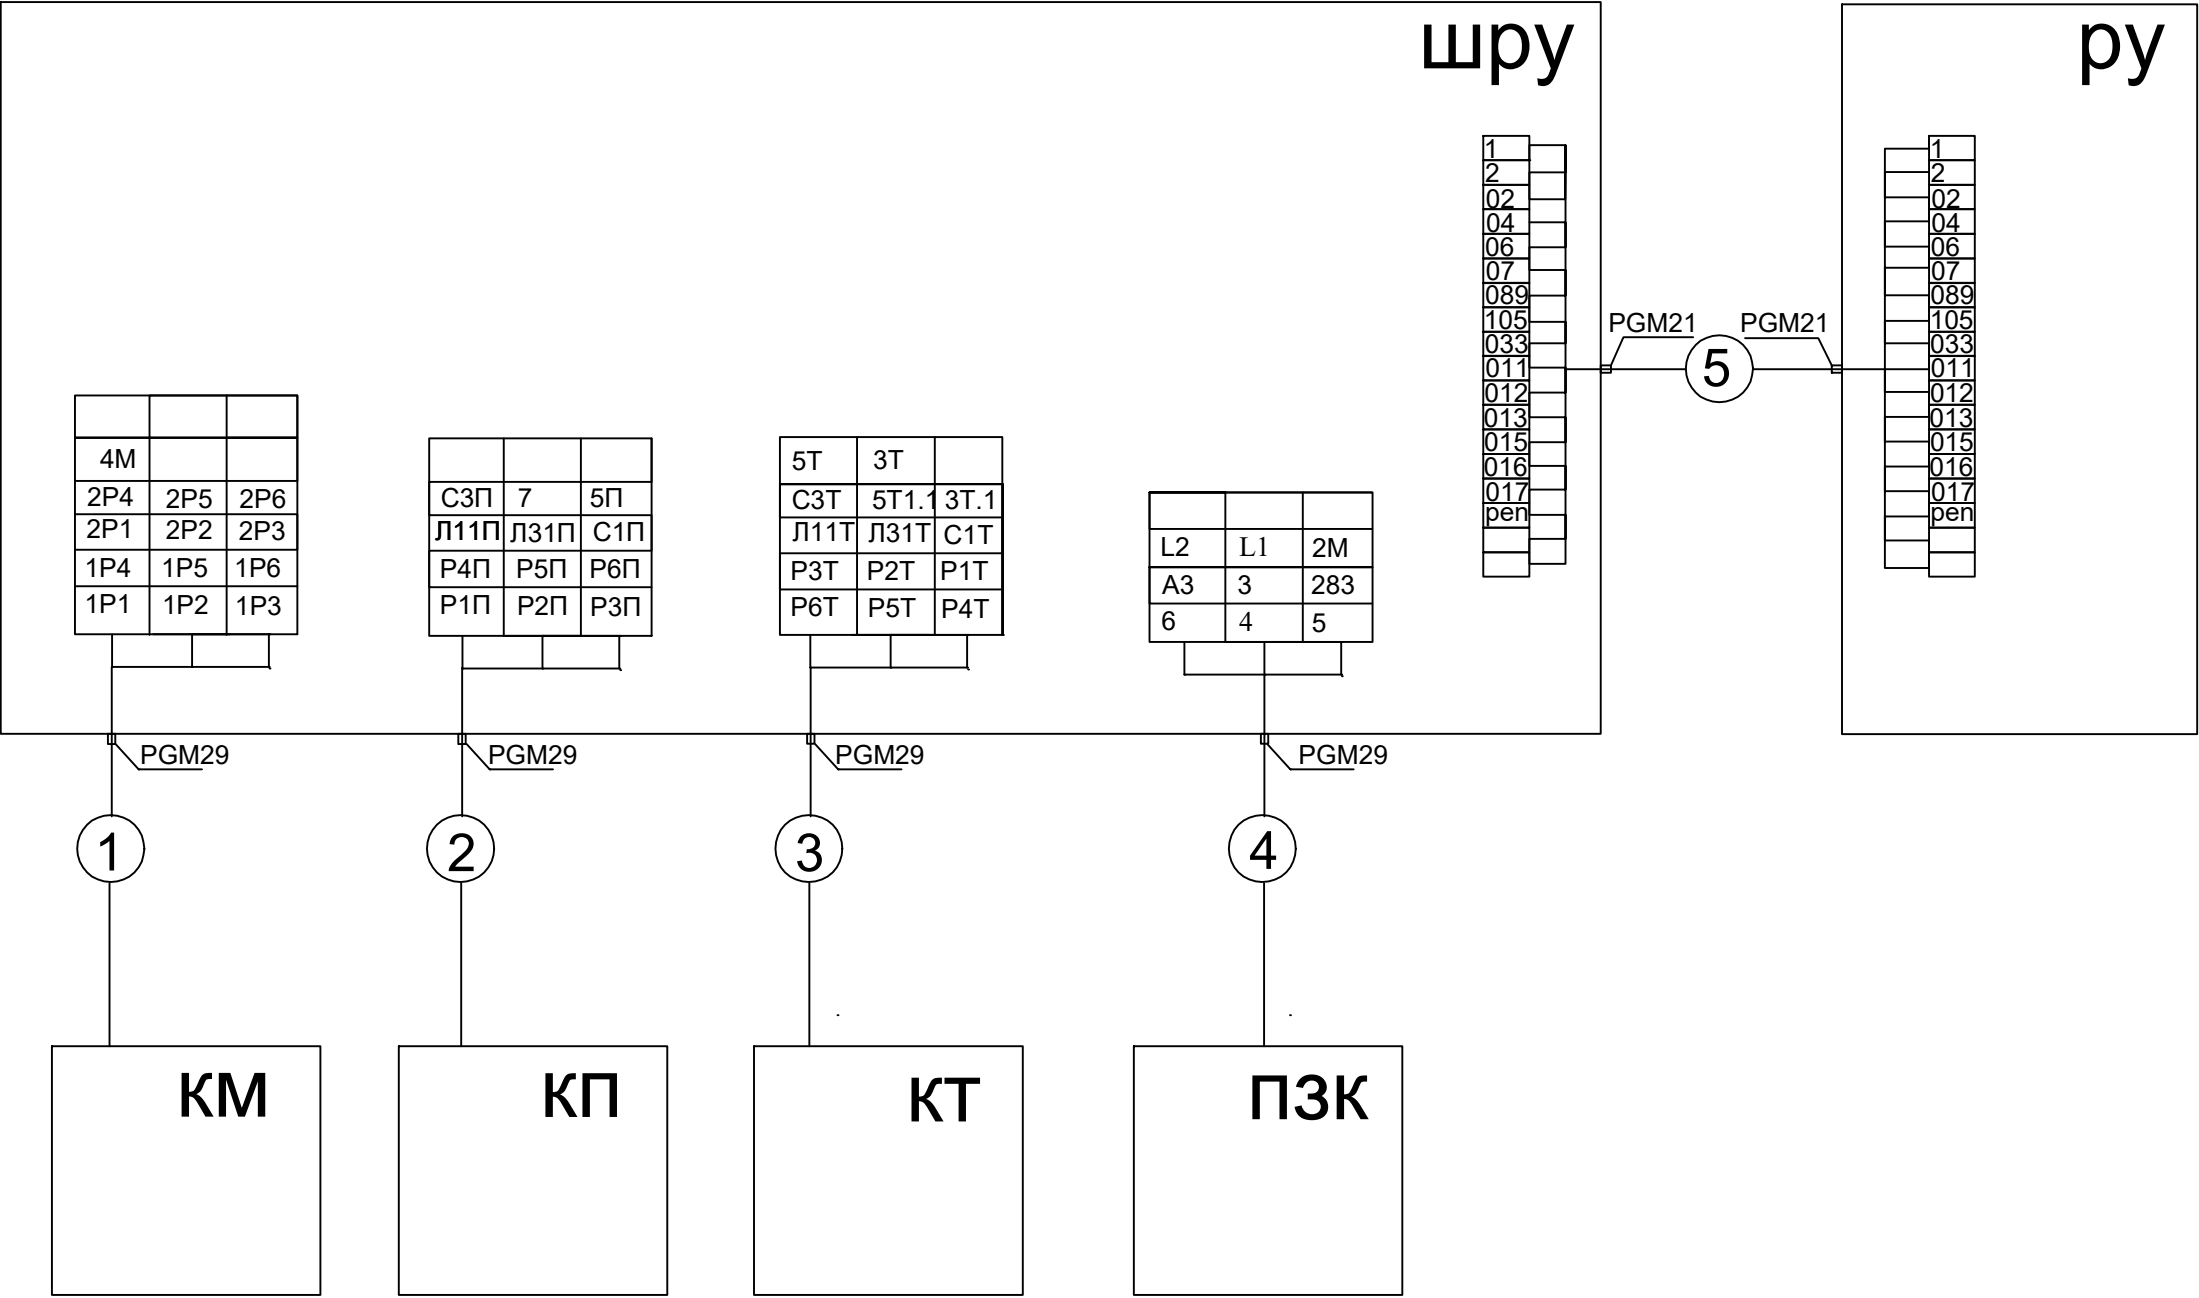 шру
ру
1
2
02
04
06
07
089
105
033
011
012
013
015
016
017
pen
1
2
02
04
06
07
089
105
033
011
012
013
015
016
017
pen
PGM21
PGM21
5
4М
2Р4 2Р5 2Р6
2Р1 2Р2 2Р3
1Р4 1Р5 1Р6
1Р1 1Р2 1Р3
С3П 7 5П
Л11П Л31П С1П
Р4П Р5П Р6П
Р1П Р2П Р3П
5Т 3Т
С3Т 5Т1.1 3Т.1
Л11Т Л31Т С1Т
Р3Т Р2Т Р1Т
Р6Т Р5Т Р4Т
L2 L1 2М
А3 3 283
6 4 5
PGM29
PGM29
PGM29
PGM29
1
2
3
4
км
кп
кт
пзк